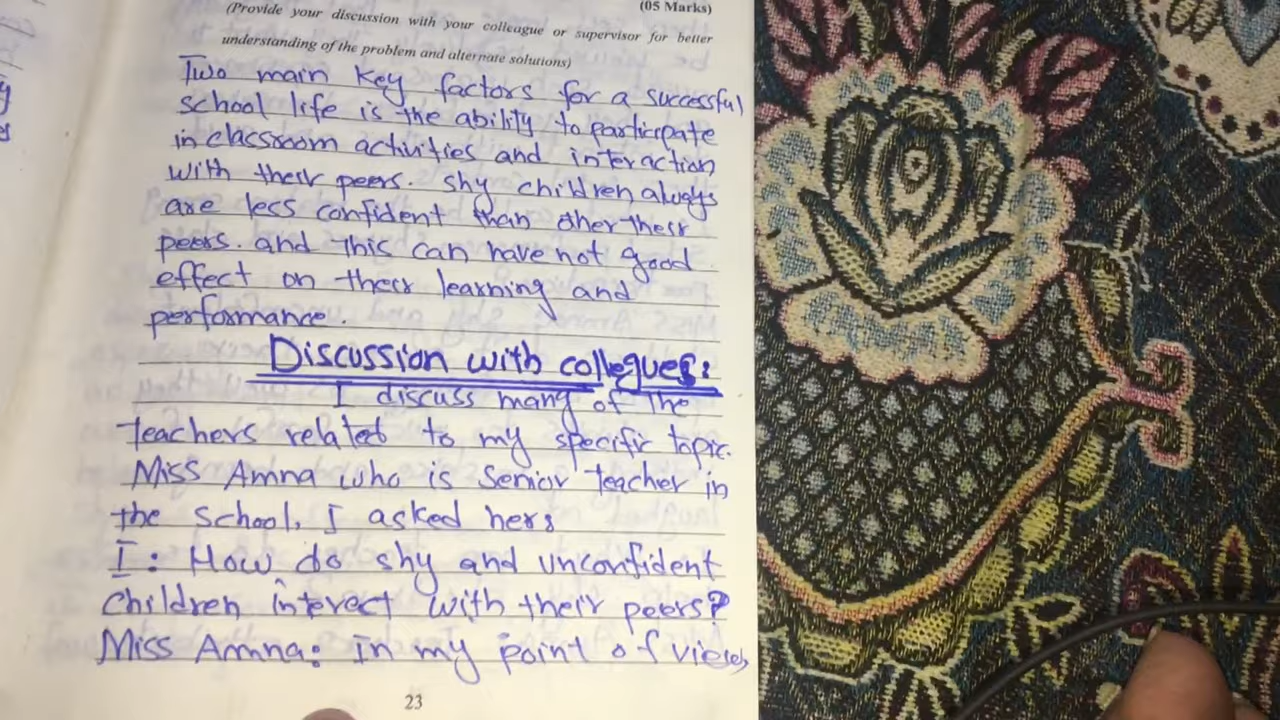 (05 Marks)
(Provide your discussion with your colleague or supervisor for better
understanding of the problem and alternate solutions)
Two main key factors for a successful
school life is the ability to particpate
in classroom activities and interaction
with their peers. Shy children, always
are less confident than other their
peers. and this can have not good
effect on their learning and
performance.
Discussion with collegues:
I discuss many of the
teachers related to my specific topic.
Miss Amna who is senior teacher in
the school, I asked her:
I: How do shy and unconfident
children interect with their peers?
Miss Amna: In my point of view,
23